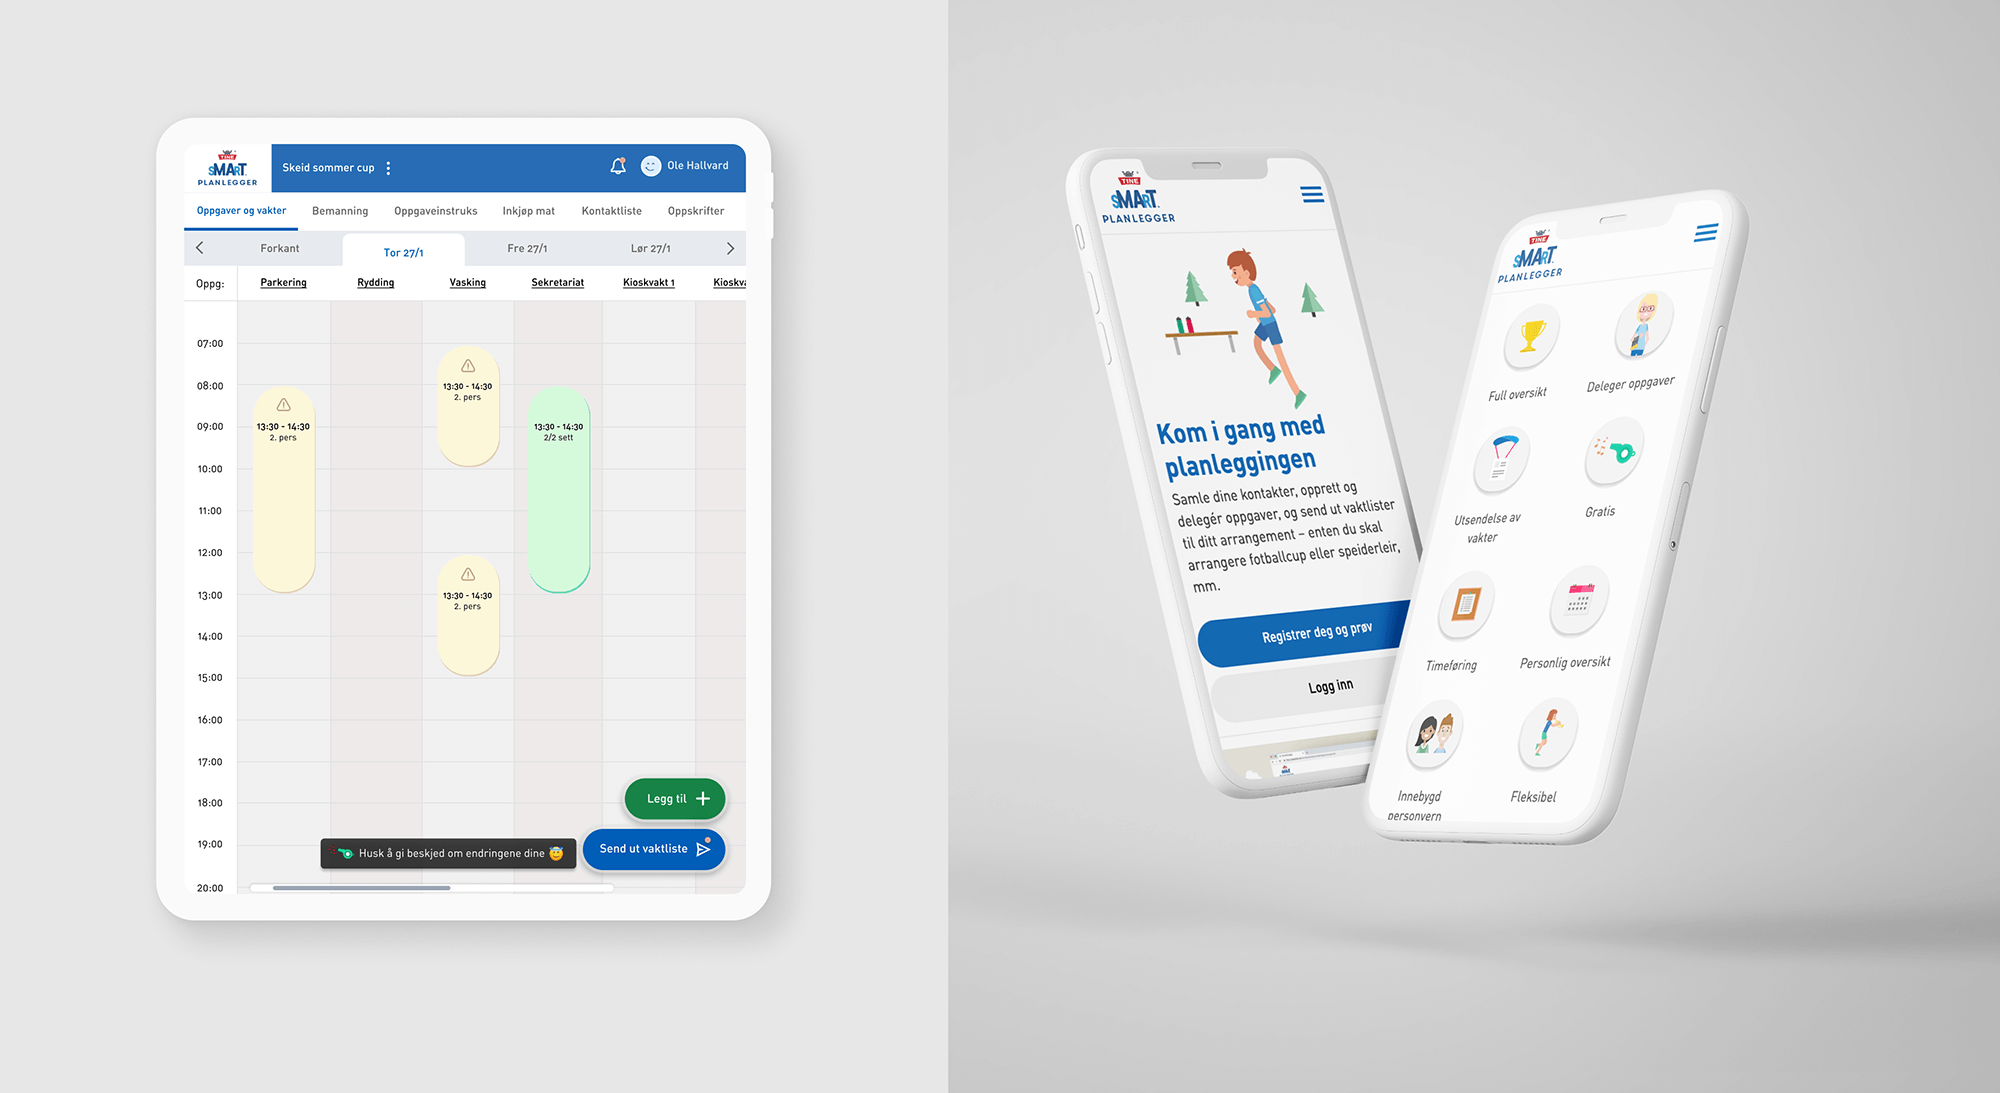 TINE
SMART
PLANLEGGER
Skeid sommer cup
Ole Hallvard
Oppgaver og vakter
Bemanning
Oppgaveinstruks
Inkjøp mat
Kontaktliste
Oppskrifter
Forkant
Tor 27/1
Fre 27/1
Lør 27/1
Oppg:
Parkering
Rydding
Vasking
Sekretariat
Kioskvakt 1
Kioskva
07:00
08:00
09:00
10:00
11:00
12:00
13:00
14:00
15:00
16:00
17:00
18:00
19:00
20:00
13:30 - 14:30
2. pers
13:30 - 14:30
2. pers
13:30 - 14:30
2. pers
13:30 - 14:30
2/2 sett
Legg til
Husk å gi beskjed om endringene dine
Send ut vaktliste
TINE
SMART
PLANLEGGER
Kom i gang med
planleggingen
Samle dine kontakter, opprett og
delegér oppgaver, og send ut vaktlister
til ditt arrangement – enten du skal
arrangere fotballcup eller speiderleir,
mm.
Registrer deg og prøv
Logg inn
TINE
SMART
PLANLEGGER
Full oversikt
Deleger oppgaver
Utsendelse av
vakter
Gratis
Timeføring
Personlig oversikt
Innebygd
personvern
Fleksibel